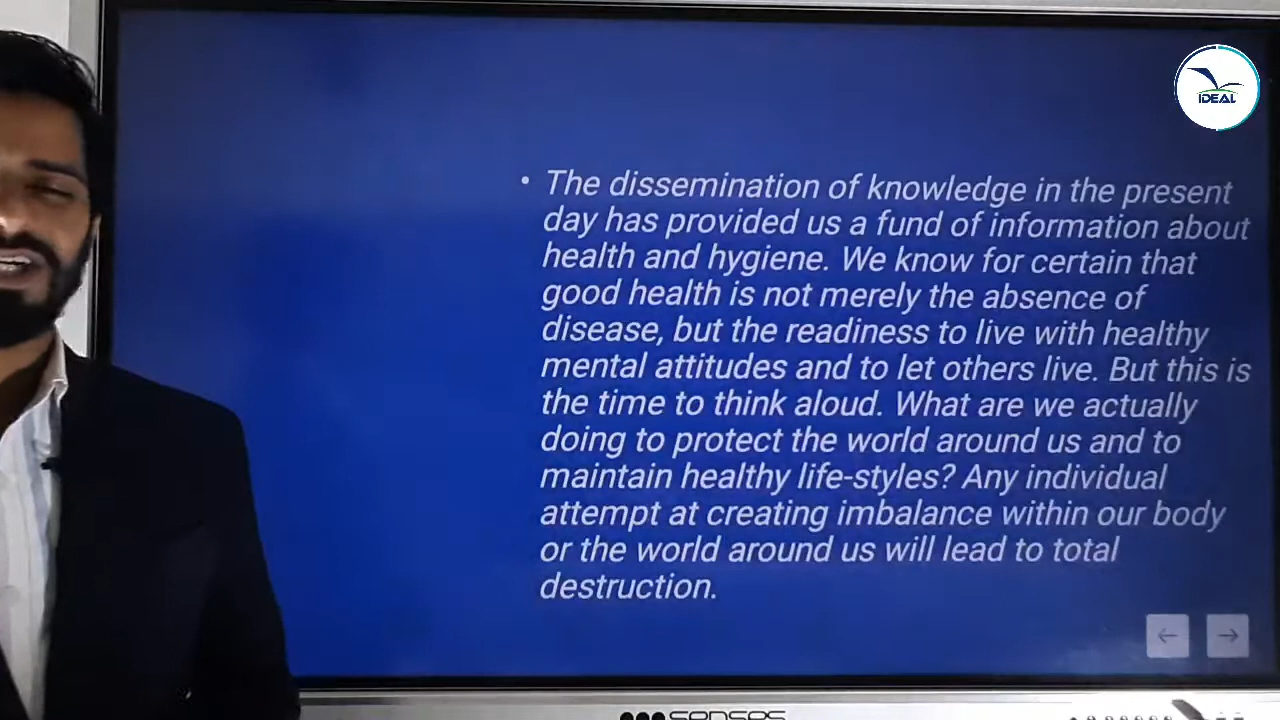 iDEAL
• The dissemination of knowledge in the present
day has provided us a fund of information about
health and hygiene. We know for certain that
good health is not merely the absence of
disease, but the readiness to live with healthy
mental attitudes and to let others live. But this is
the time to think aloud. What are we actually
doing to protect the world around us and to
maintain healthy life-styles? Any individual
attempt at creating imbalance within our body
or the world around us will lead to total
destruction.
senses